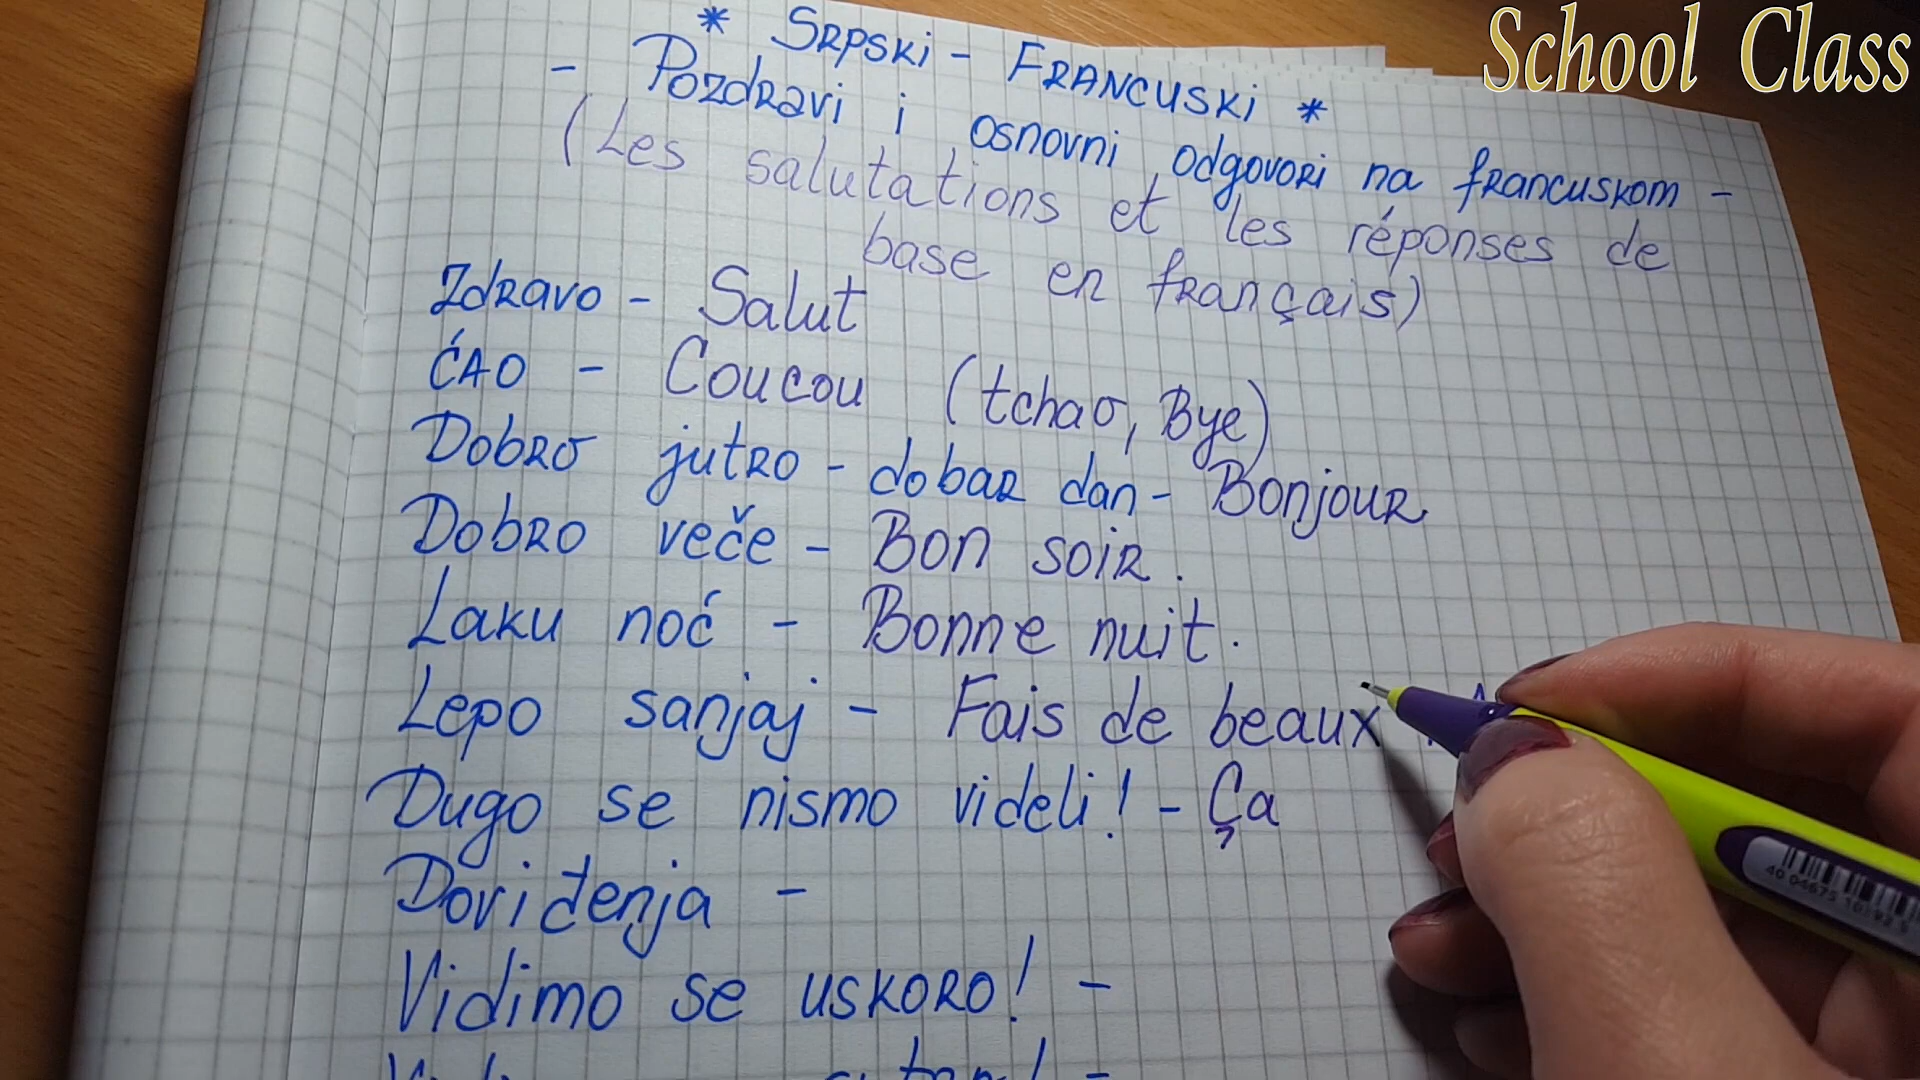 School Class
* SRPSKi - FRANCUSKi *
- Pozdravi i osnovni odgovori na francuskom -
(Les salutations et les réponses de
base en français)
Zdravo - Salut
ĆAO - Coucou (tchao, Bye)
Dobro jutro - dobar dan - Bonjour
Dobro veče - Bon soir.
Laku noć - Bonne nuit.
Lepo sanjaj - Fais de beaux
Dugo se nismo videli! - Ça
Doviđenja -
Vidimo se uskoro! -
40 04675